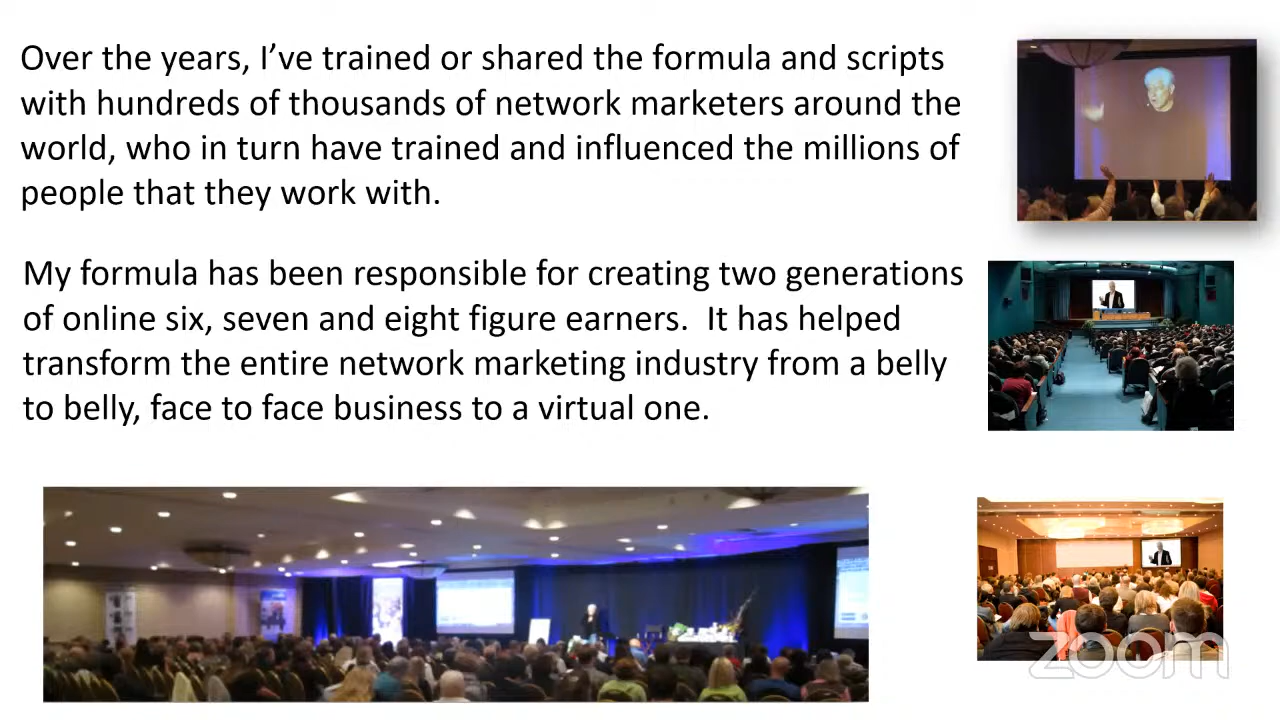 Over the years, I've trained or shared the formula and scripts
with hundreds of thousands of network marketers around the
world, who in turn have trained and influenced the millions of
people that they work with.
My formula has been responsible for creating two generations
of online six, seven and eight figure earners.  It has helped
transform the entire network marketing industry from a belly
to belly, face to face business to a virtual one.
zoom